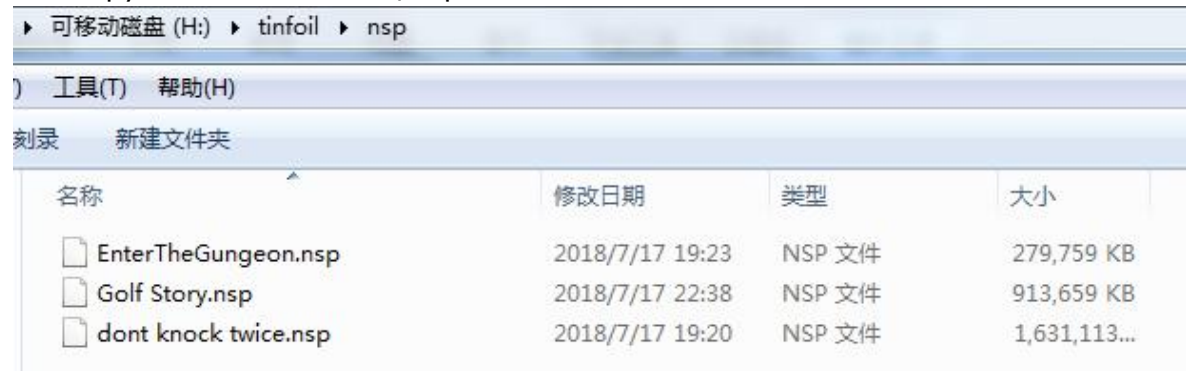 可移动磁盘 (H:) ▸ tinfoil ▸ nsp
) 工具(T) 帮助(H)
刻录 新建文件夹
名称 修改日期 类型 大小
EnterTheGungeon.nsp 2018/7/17 19:23 NSP 文件 279,759 KB
Golf Story.nsp 2018/7/17 22:38 NSP 文件 913,659 KB
dont knock twice.nsp 2018/7/17 19:20 NSP 文件 1,631,113...